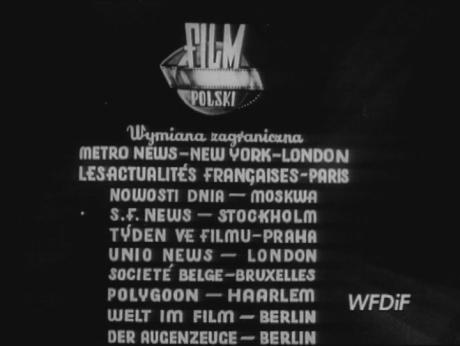 FILM
POLSKI
Wymiana zagraniczna
METRO NEWS–NEW YORK–LONDON
LES ACTUALITÉS FRANÇAISES–PARIS
NOWOSTI DNIA — MOSKWA
S.F. NEWS — STOCKHOLM
TÝDEN VE FILMU–PRAHA
UNIO NEWS — LONDON
SOCIETÉ BELGE–BRUXELLES
POLYGOON — HAARLEM
WELT IM FILM — BERLIN
DER AUGENZEUGE — BERLIN
WFDiF